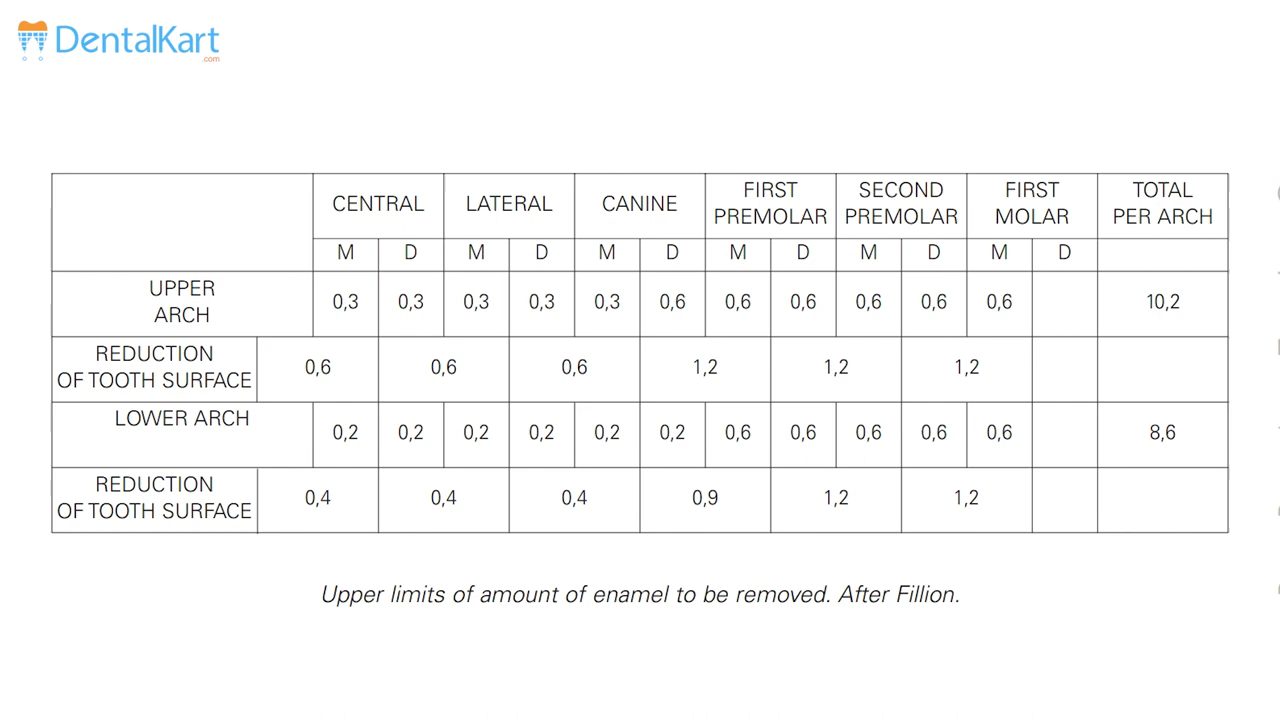 DentalKart
.com
CENTRAL LATERAL CANINE FIRST PREMOLAR SECOND PREMOLAR FIRST MOLAR TOTAL PER ARCH
M D M D M D M D M D M D
UPPER ARCH 0,3 0,3 0,3 0,3 0,3 0,6 0,6 0,6 0,6 0,6 0,6 10,2
REDUCTION OF TOOTH SURFACE 0,6 0,6 0,6 1,2 1,2 1,2
LOWER ARCH 0,2 0,2 0,2 0,2 0,2 0,2 0,6 0,6 0,6 0,6 0,6 8,6
REDUCTION OF TOOTH SURFACE 0,4 0,4 0,4 0,9 1,2 1,2
Upper limits of amount of enamel to be removed. After Fillion.